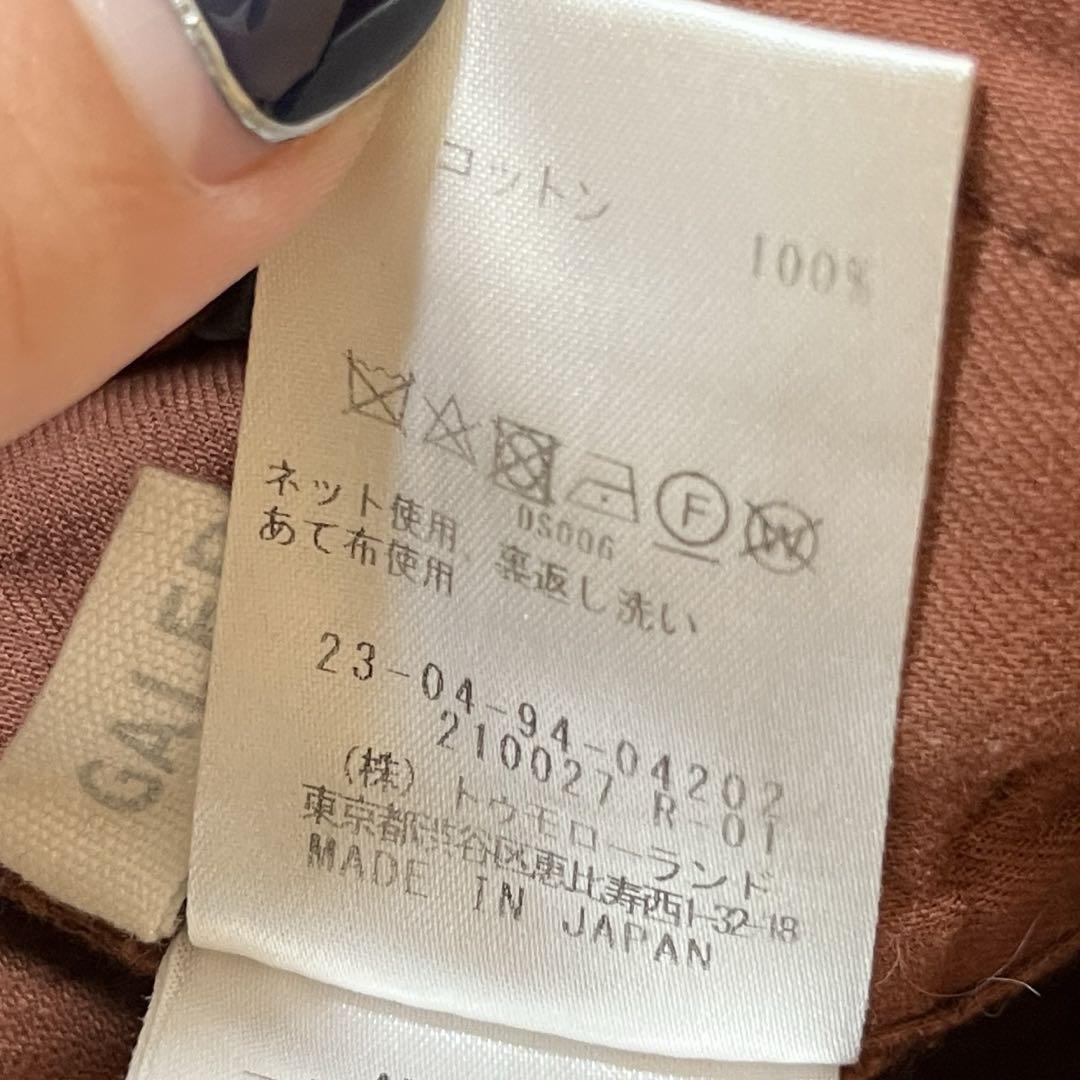 コットン
100%
F W
DS006
ネット使用、裏返し洗い
あて布使用
23-04-94-04202
210027 R-01
(株)トゥモローランド
東京都渋谷区恵比寿西1-32-18
MADE IN JAPAN
GALER